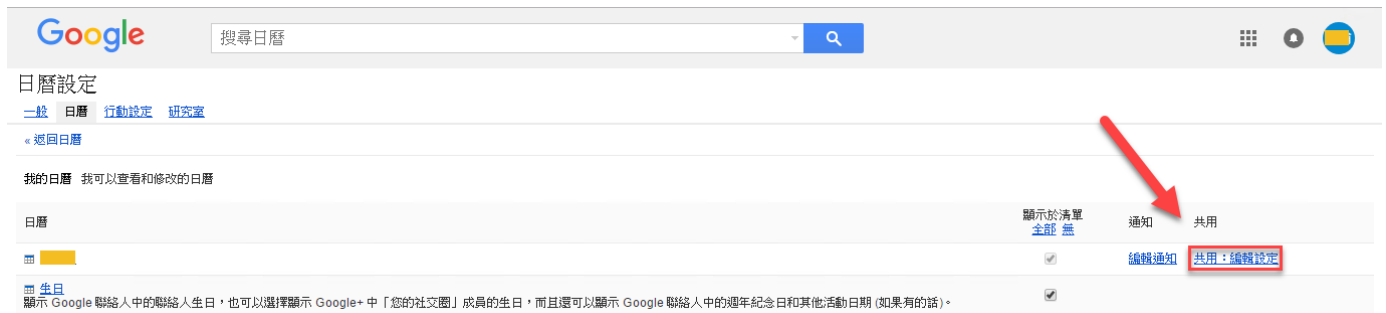 Google
搜尋日曆
日曆設定
一般 日曆 行動設定 研究室
« 返回日曆
我的日曆 我可以查看和修改的日曆
日曆 顯示於清單 通知 共用
全部 無
編輯通知 共用：編輯設定
生日
顯示 Google 聯絡人中的聯絡人生日，也可以選擇顯示 Google+ 中「您的社交圈」成員的生日，而且還可以顯示 Google 聯絡人中的週年紀念日和其他活動日期 (如果有的話)。